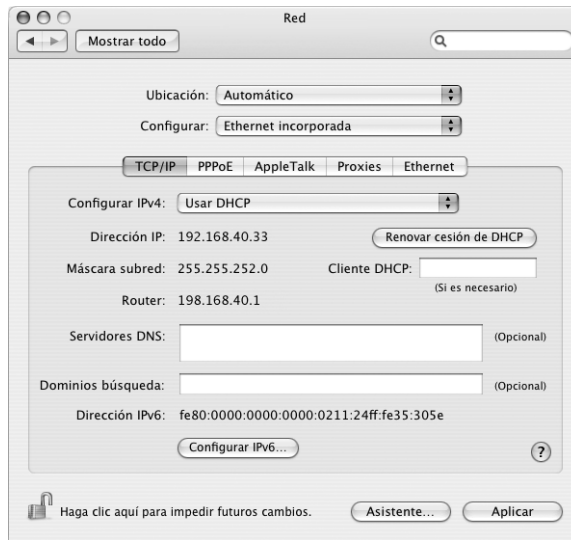 Red
Mostrar todo
Ubicación: Automático
Configurar: Ethernet incorporada
TCP/IP PPPoE AppleTalk Proxies Ethernet
Configurar IPv4: Usar DHCP
Dirección IP: 192.168.40.33 Renovar cesión de DHCP
Máscara subred: 255.255.252.0 Cliente DHCP:
(Si es necesario)
Router: 198.168.40.1
Servidores DNS: (Opcional)
Dominios búsqueda: (Opcional)
Dirección IPv6: fe80:0000:0000:0000:0211:24ff:fe35:305e
Configurar IPv6...
?
Haga clic aquí para impedir futuros cambios. Asistente... Aplicar